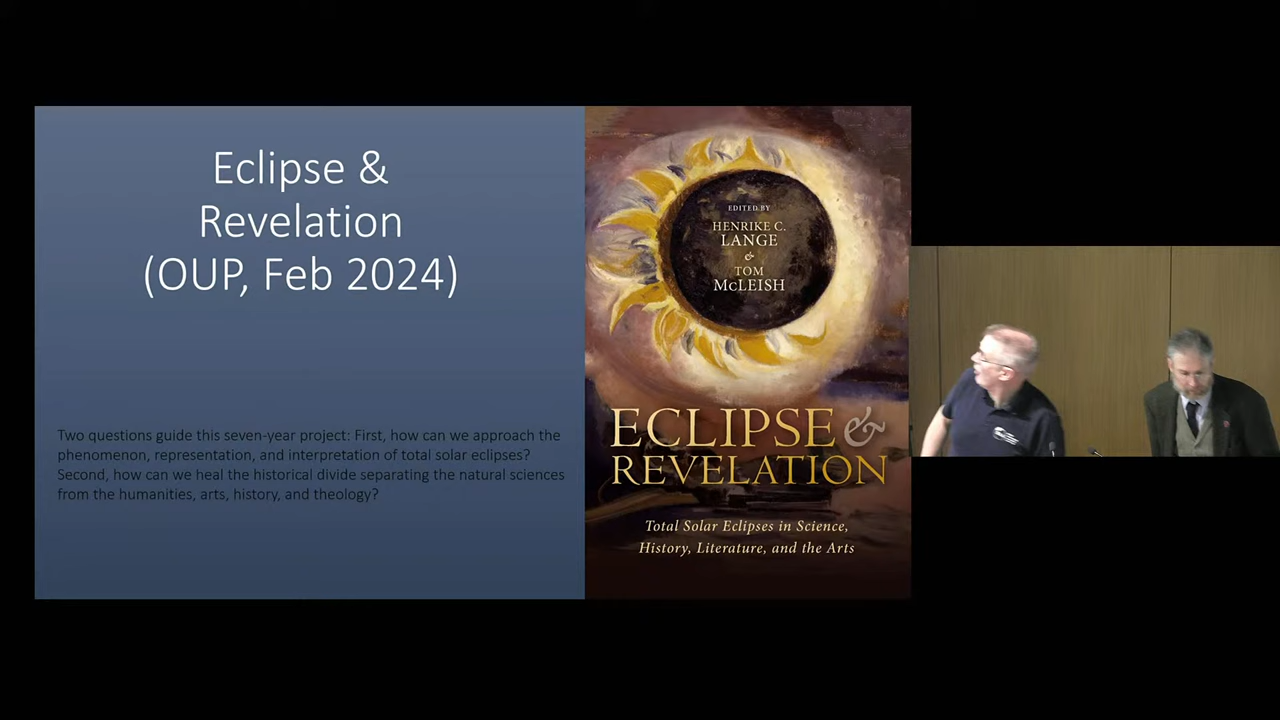 Eclipse &
Revelation
(OUP, Feb 2024)
Two questions guide this seven-year project: First, how can we approach the
phenomenon, representation, and interpretation of total solar eclipses?
Second, how can we heal the historical divide separating the natural sciences
from the humanities, arts, history, and theology?
EDITED BY
HENRIKE C.
LANGE
&
TOM
McLEISH
ECLIPSE &
REVELATION
Total Solar Eclipses in Science,
History, Literature, and the Arts